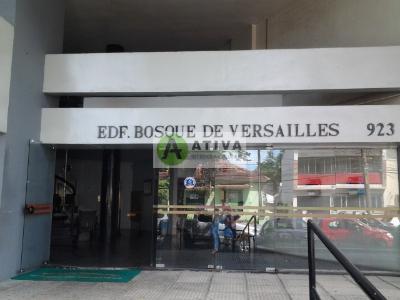 EDF. BOSQUE DE VERSAILLES 923
ATIVA